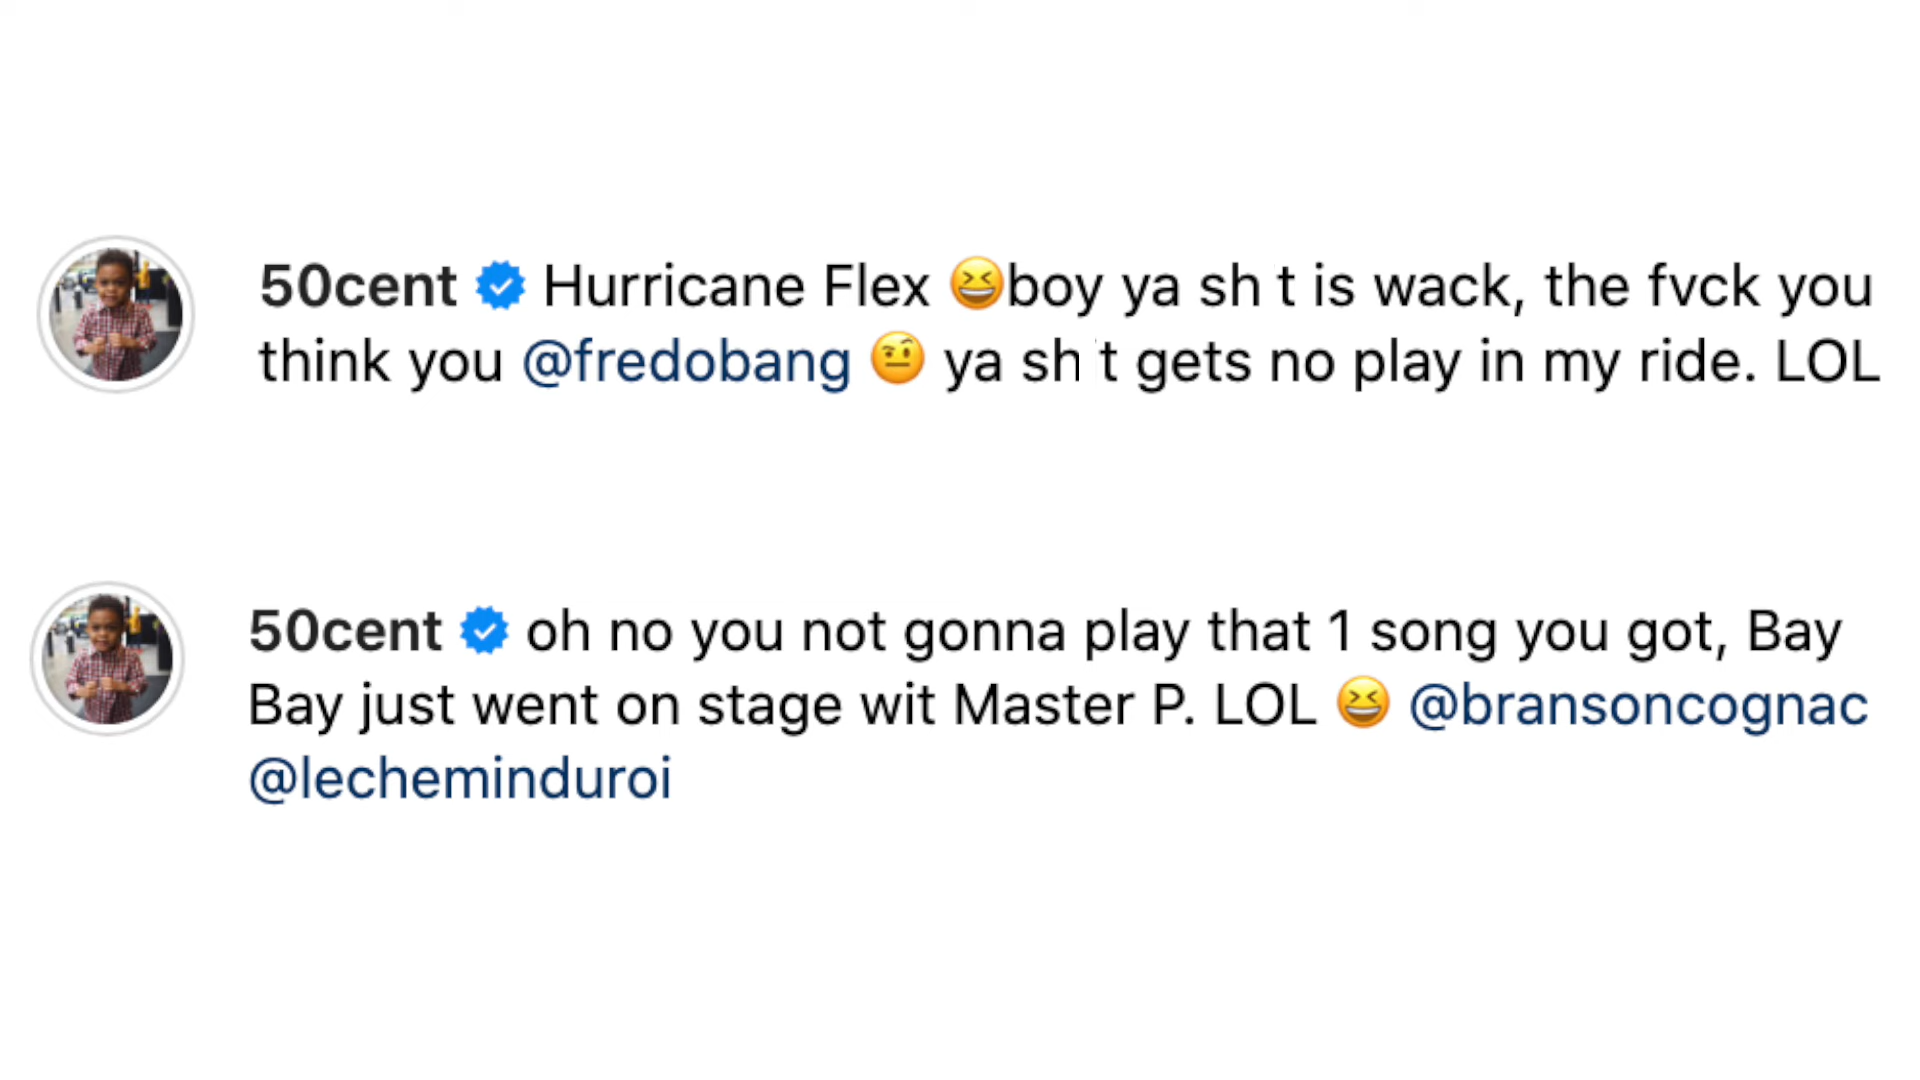 50cent Hurricane Flex 😆boy ya sh t is wack, the fvck you
think you @fredobang 🤨 ya sh't gets no play in my ride. LOL
50cent oh no you not gonna play that 1 song you got, Bay
Bay just went on stage wit Master P. LOL 😆 @bransoncognac
@lecheminduroi